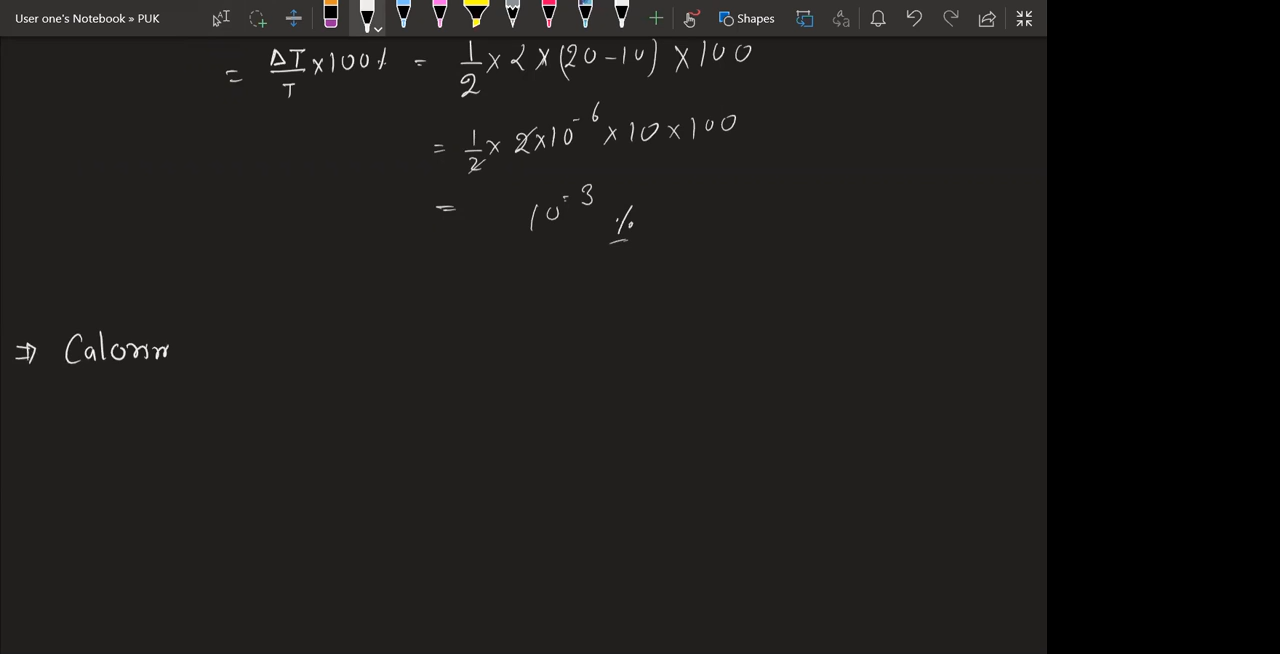 User one's Notebook » PUK
Shapes
= ΔT/T × 100% = 1/2 × 2 × (20 - 10) × 100
= 1/2 × 2 × 10^-6 × 10 × 100
= 10^-3 %
⇒ Calorim